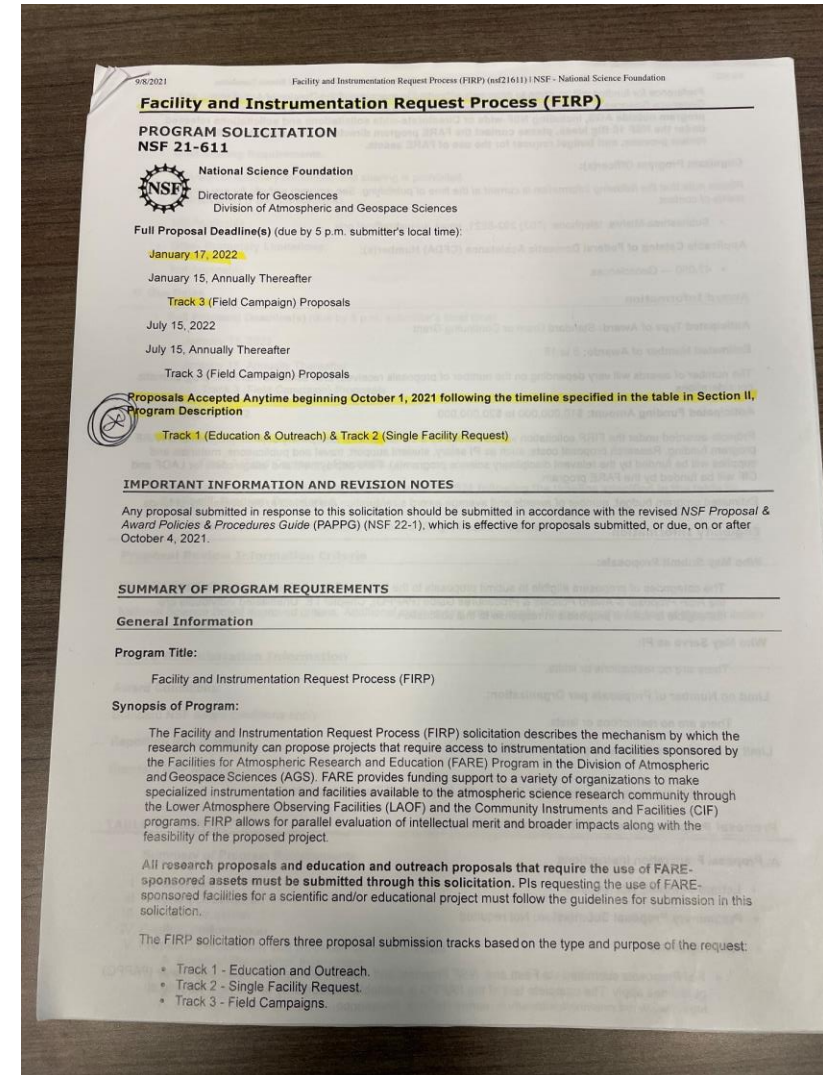 9/8/2021 Facility and Instrumentation Request Process (FIRP) (nsf21611) | NSF - National Science Foundation
Facility and Instrumentation Request Process (FIRP)
PROGRAM SOLICITATION
NSF 21-611
NSF
National Science Foundation
Directorate for Geosciences
Division of Atmospheric and Geospace Sciences
Full Proposal Deadline(s) (due by 5 p.m. submitter's local time):
January 17, 2022
January 15, Annually Thereafter
Track 3 (Field Campaign) Proposals
July 15, 2022
July 15, Annually Thereafter
Track 3 (Field Campaign) Proposals
Proposals Accepted Anytime beginning October 1, 2021 following the timeline specified in the table in Section II,
Program Description
Track 1 (Education & Outreach) & Track 2 (Single Facility Request)
IMPORTANT INFORMATION AND REVISION NOTES
Any proposal submitted in response to this solicitation should be submitted in accordance with the revised NSF Proposal &
Award Policies & Procedures Guide (PAPPG) (NSF 22-1), which is effective for proposals submitted, or due, on or after
October 4, 2021.
SUMMARY OF PROGRAM REQUIREMENTS
General Information
Program Title:
Facility and Instrumentation Request Process (FIRP)
Synopsis of Program:
The Facility and Instrumentation Request Process (FIRP) solicitation describes the mechanism by which the
research community can propose projects that require access to instrumentation and facilities sponsored by
the Facilities for Atmospheric Research and Education (FARE) Program in the Division of Atmospheric
and Geospace Sciences (AGS). FARE provides funding support to a variety of organizations to make
specialized instrumentation and facilities available to the atmospheric science research community through
the Lower Atmosphere Observing Facilities (LAOF) and the Community Instruments and Facilities (CIF)
programs. FIRP allows for parallel evaluation of intellectual merit and broader impacts along with the
feasibility of the proposed project.
All research proposals and education and outreach proposals that require the use of FARE-
sponsored assets must be submitted through this solicitation. PIs requesting the use of FARE-
sponsored facilities for a scientific and/or educational project must follow the guidelines for submission in this
solicitation.
The FIRP solicitation offers three proposal submission tracks based on the type and purpose of the request:
• Track 1 - Education and Outreach.
• Track 2 - Single Facility Request.
• Track 3 - Field Campaigns.